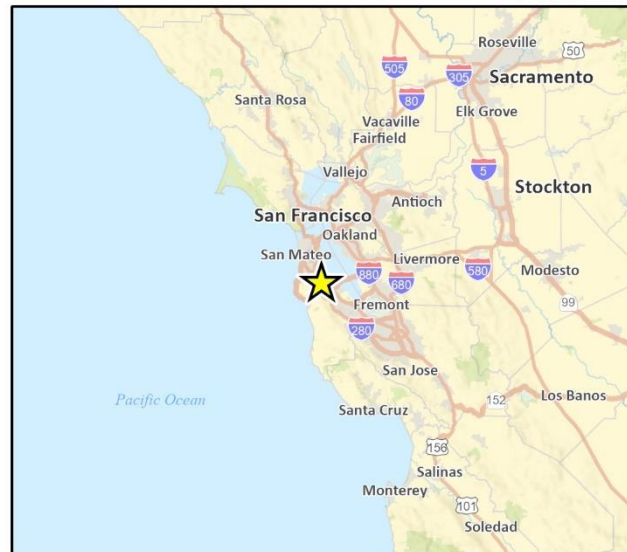 Roseville
50
505
305
Sacramento
80
Santa Rosa
Elk Grove
Vacaville
Fairfield
Vallejo
5
Stockton
Antioch
San Francisco
Oakland
San Mateo
Livermore
880
680
580
Modesto
Fremont
99
280
San Jose
Pacific Ocean
Santa Cruz
152
Los Banos
156
Salinas
Monterey
101
Soledad